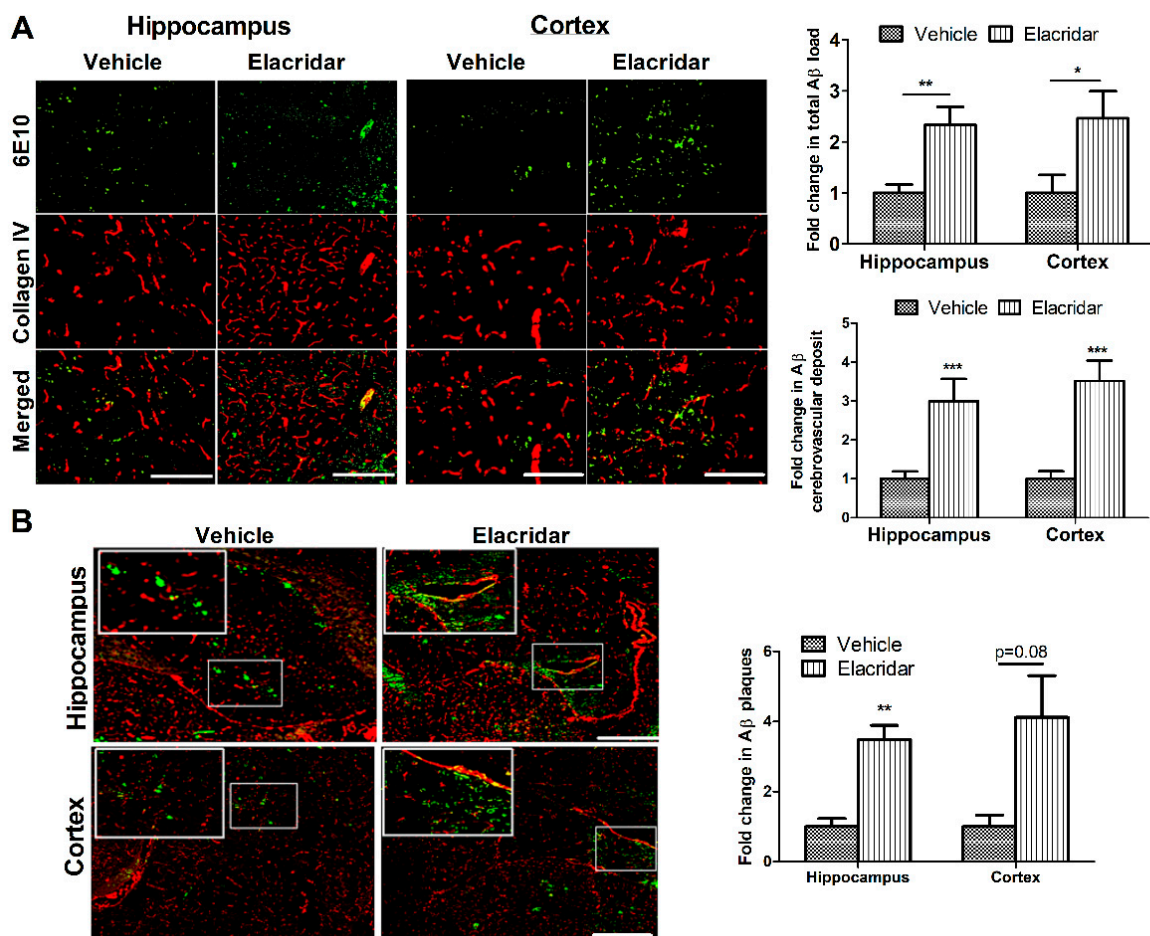 A
Hippocampus
Cortex
Vehicle
Elacridar
Vehicle
Elacridar
6E10
Collagen IV
Merged
Vehicle
Elacridar
Fold change in total Aβ load
4
3
2
1
0
**
*
Hippocampus
Cortex
Vehicle
Elacridar
Fold change in Aβ
cerebrovascular deposit
5
4
3
2
1
0
***
***
Hippocampus
Cortex
B
Vehicle
Elacridar
Hippocampus
Cortex
Vehicle
Elacridar
Fold change in Aβ plaques
6
4
2
0
**
p=0.08
Hippocampus
Cortex